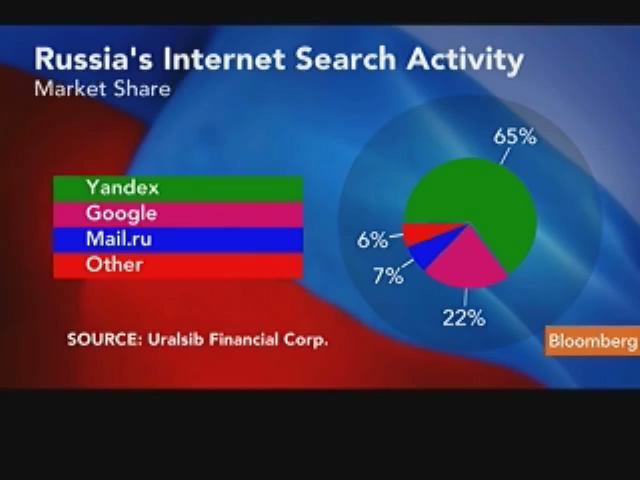 Russia's Internet Search Activity
Market Share
65%
Yandex
Google
Mail.ru
Other
6%
7%
22%
SOURCE: Uralsib Financial Corp.
Bloomberg